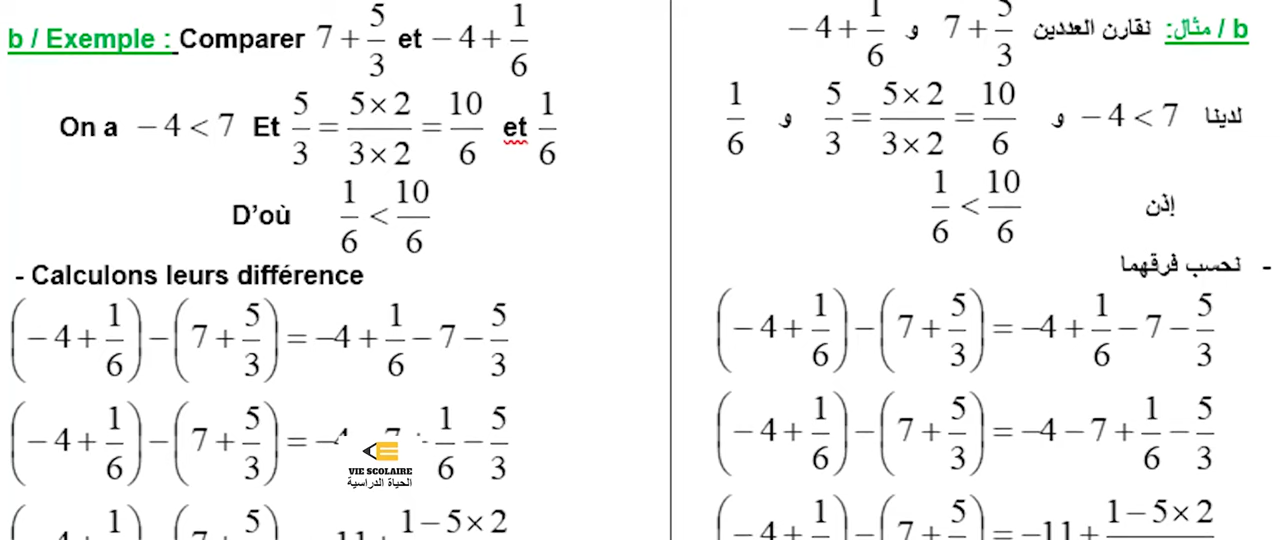 b / Exemple : Comparer 7 + 5/3 et − 4 + 1/6
On a − 4 < 7 Et 5/3 = 5 × 2 / 3 × 2 = 10/6 et 1/6
D’où 1/6 < 10/6
- Calculons leurs différence
(− 4 + 1/6) − (7 + 5/3) = −4 + 1/6 − 7 − 5/3
(− 4 + 1/6) − (7 + 5/3) = − 1/6 − 5/3
VIE SCOLAIRE
الحياة الدراسية
1 − 5 × 2
b / مثال: نقارن العددين 7 + 5/3 و − 4 + 1/6
لدينا − 4 < 7 و 5/3 = 5 × 2 / 3 × 2 = 10/6 و 1/6
إذن 1/6 < 10/6
- نحسب فرقهما
(− 4 + 1/6) − (7 + 5/3) = −4 + 1/6 − 7 − 5/3
(− 4 + 1/6) − (7 + 5/3) = −4 − 7 + 1/6 − 5/3
= −11 + 1 − 5 × 2